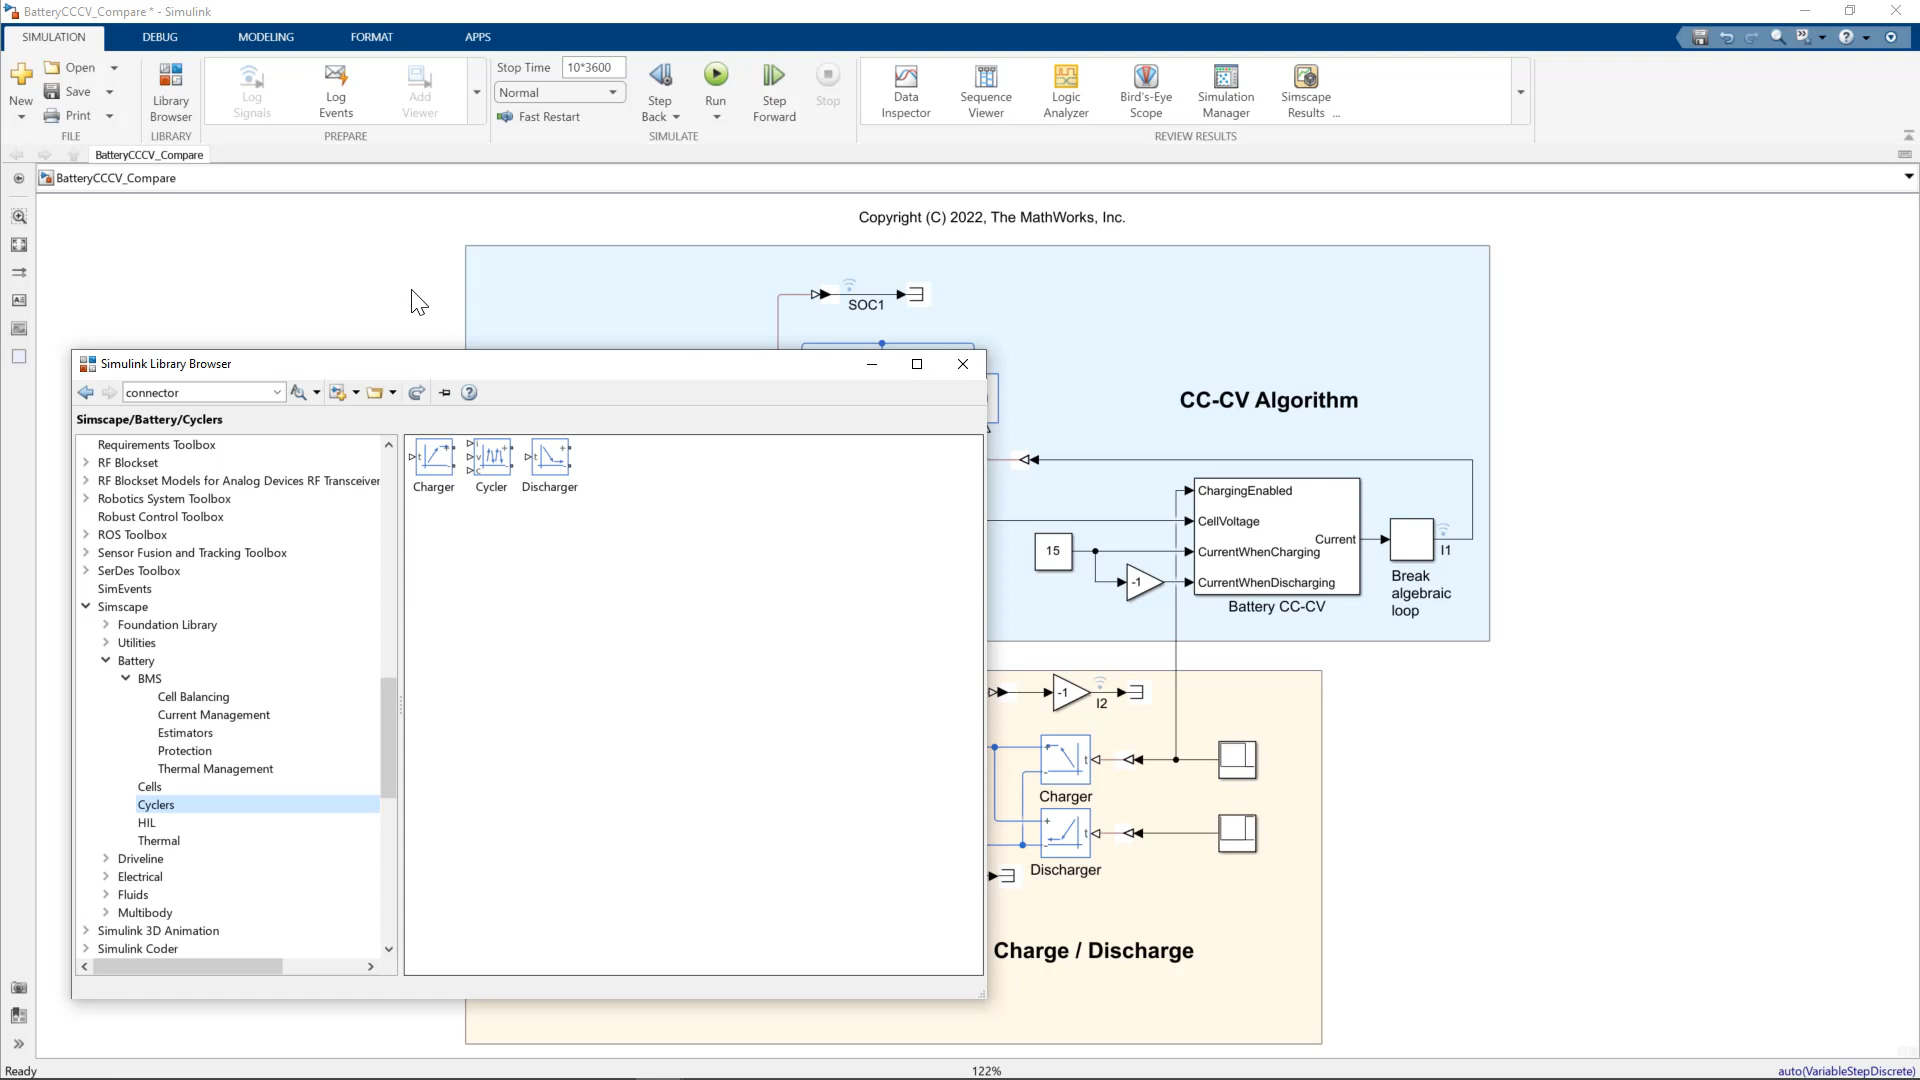 BatteryCCCV_Compare * - Simulink
SIMULATION
DEBUG
MODELING
FORMAT
APPS
New
Open
Save
Print
FILE
Library
Browser
LIBRARY
Log
Signals
Log
Events
Add
Viewer
PREPARE
Stop Time
10*3600
Normal
Fast Restart
Step
Back
Run
Step
Forward
Stop
SIMULATE
Data
Inspector
Sequence
Viewer
Logic
Analyzer
Bird's-Eye
Scope
Simulation
Manager
Simscape
Results ...
REVIEW RESULTS
BatteryCCCV_Compare
BatteryCCCV_Compare
Copyright (C) 2022, The MathWorks, Inc.
SOC1
CC-CV Algorithm
ChargingEnabled
CellVoltage
CurrentWhenCharging
CurrentWhenDischarging
Current
Battery CC-CV
15
-1
I1
Break
algebraic
loop
-1
I2
+
-
t
Charger
+
-
t
Discharger
Charge / Discharge
Simulink Library Browser
connector
Simscape/Battery/Cyclers
Requirements Toolbox
RF Blockset
RF Blockset Models for Analog Devices RF Transceiver
Robotics System Toolbox
Robust Control Toolbox
ROS Toolbox
Sensor Fusion and Tracking Toolbox
SerDes Toolbox
SimEvents
Simscape
Foundation Library
Utilities
Battery
BMS
Cell Balancing
Current Management
Estimators
Protection
Thermal Management
Cells
Cyclers
HIL
Thermal
Driveline
Electrical
Fluids
Multibody
Simulink 3D Animation
Simulink Coder
Charger
Cycler
Discharger
Ready
122%
auto(VariableStepDiscrete)